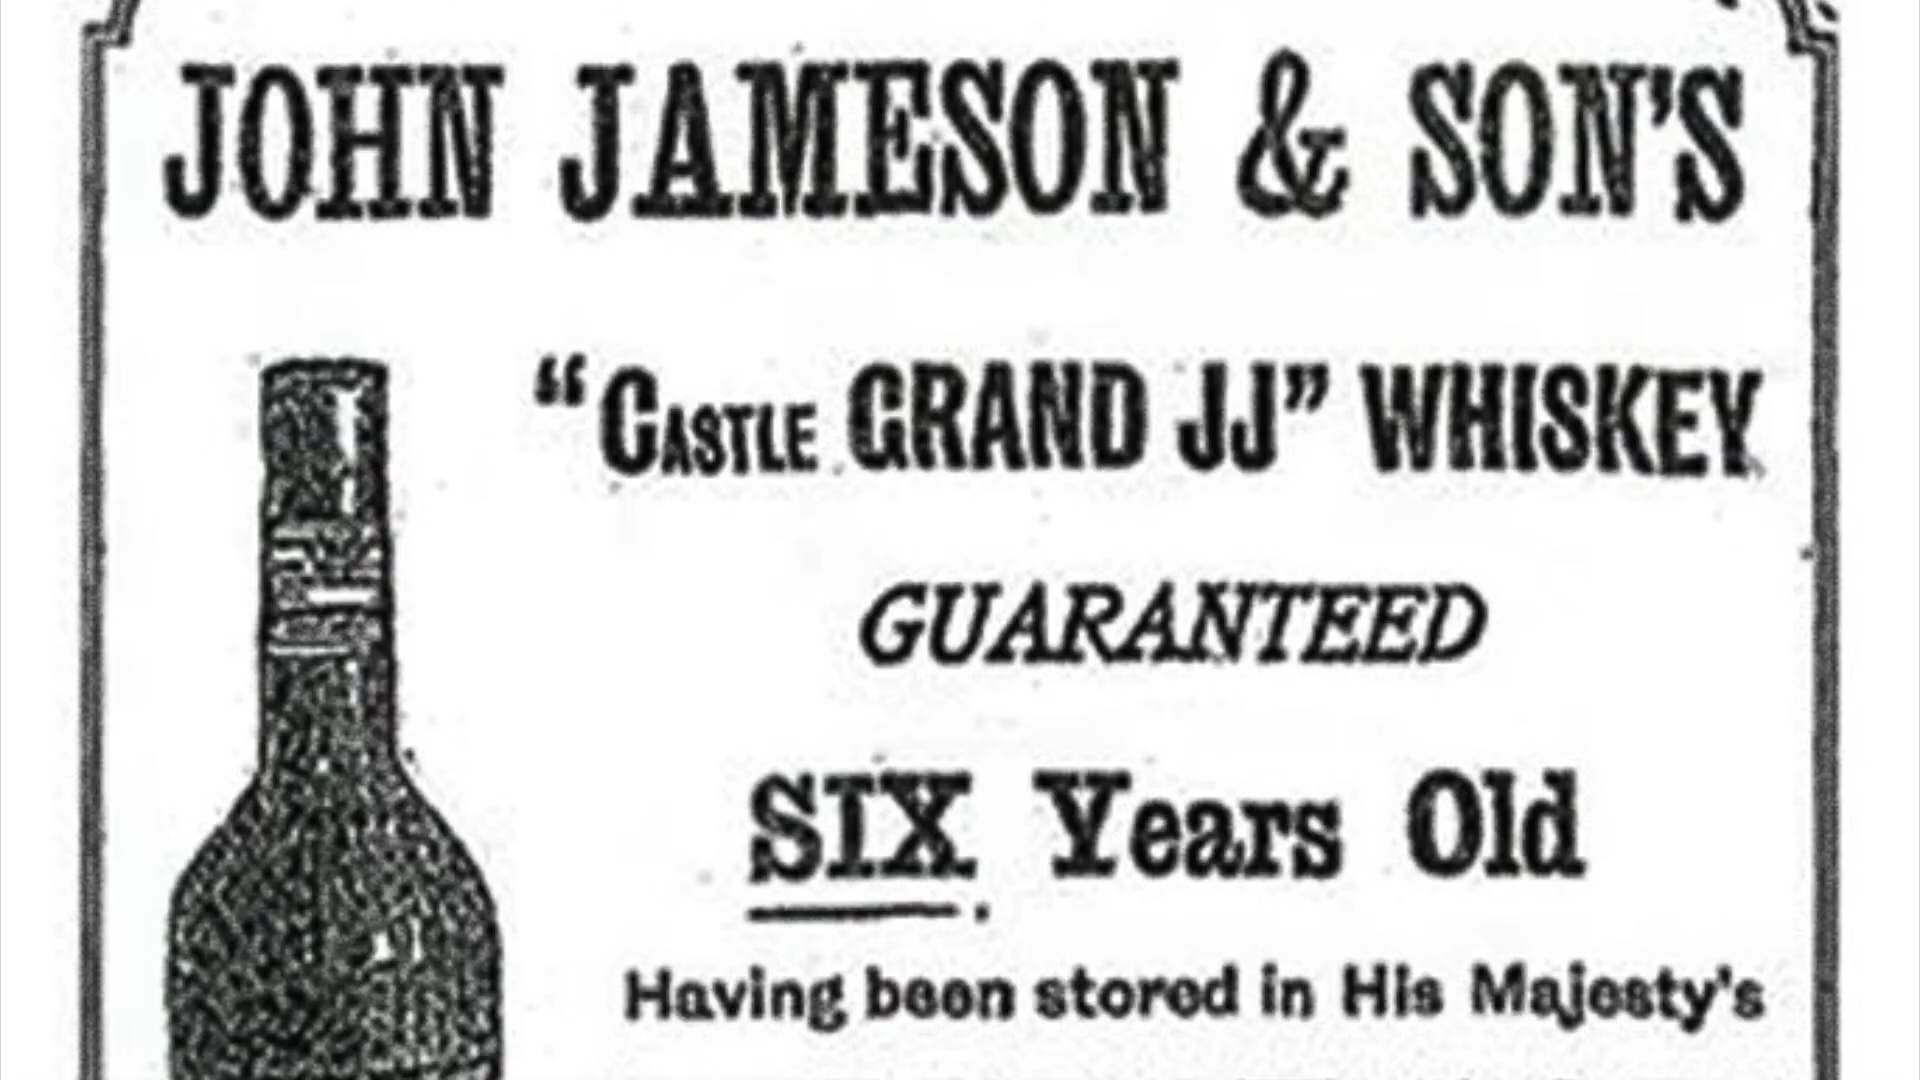 JOHN JAMESON & SON'S
“CASTLE GRAND JJ” WHISKEY
GUARANTEED
SIX Years Old
Having been stored in His Majesty's